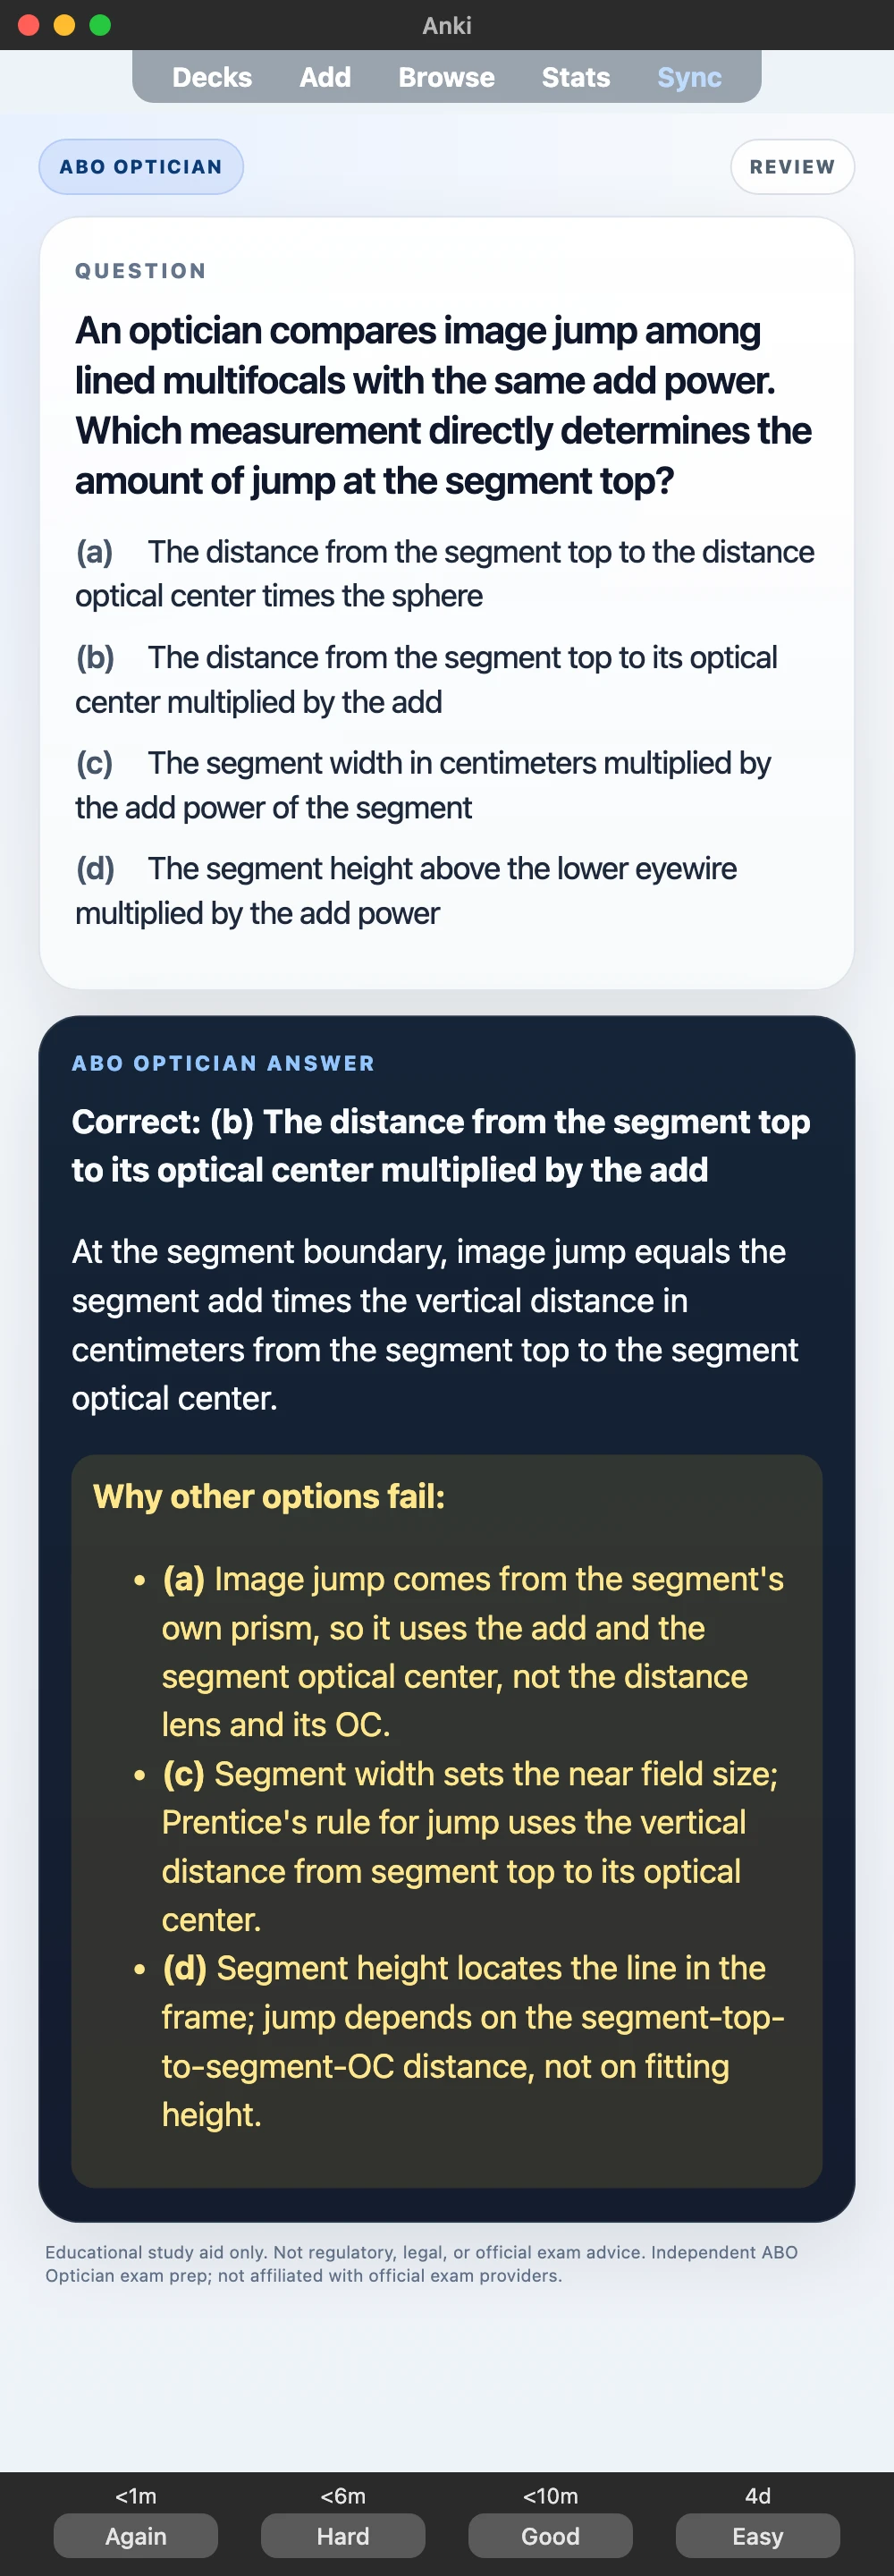 Anki
Decks Add Browse Stats Sync
ABO OPTICIAN REVIEW
QUESTION
An optician compares image jump among
lined multifocals with the same add power.
Which measurement directly determines the
amount of jump at the segment top?
(a) The distance from the segment top to the distance
optical center times the sphere
(b) The distance from the segment top to its optical
center multiplied by the add
(c) The segment width in centimeters multiplied by
the add power of the segment
(d) The segment height above the lower eyewire
multiplied by the add power
ABO OPTICIAN ANSWER
Correct: (b) The distance from the segment top
to its optical center multiplied by the add
At the segment boundary, image jump equals the
segment add times the vertical distance in
centimeters from the segment top to the segment
optical center.
Why other options fail:
• (a) Image jump comes from the segment's
own prism, so it uses the add and the
segment optical center, not the distance
lens and its OC.
• (c) Segment width sets the near field size;
Prentice's rule for jump uses the vertical
distance from segment top to its optical
center.
• (d) Segment height locates the line in the
frame; jump depends on the segment-top-
to-segment-OC distance, not on fitting
height.
Educational study aid only. Not regulatory, legal, or official exam advice. Independent ABO
Optician exam prep; not affiliated with official exam providers.
<1m <6m <10m 4d
Again Hard Good Easy